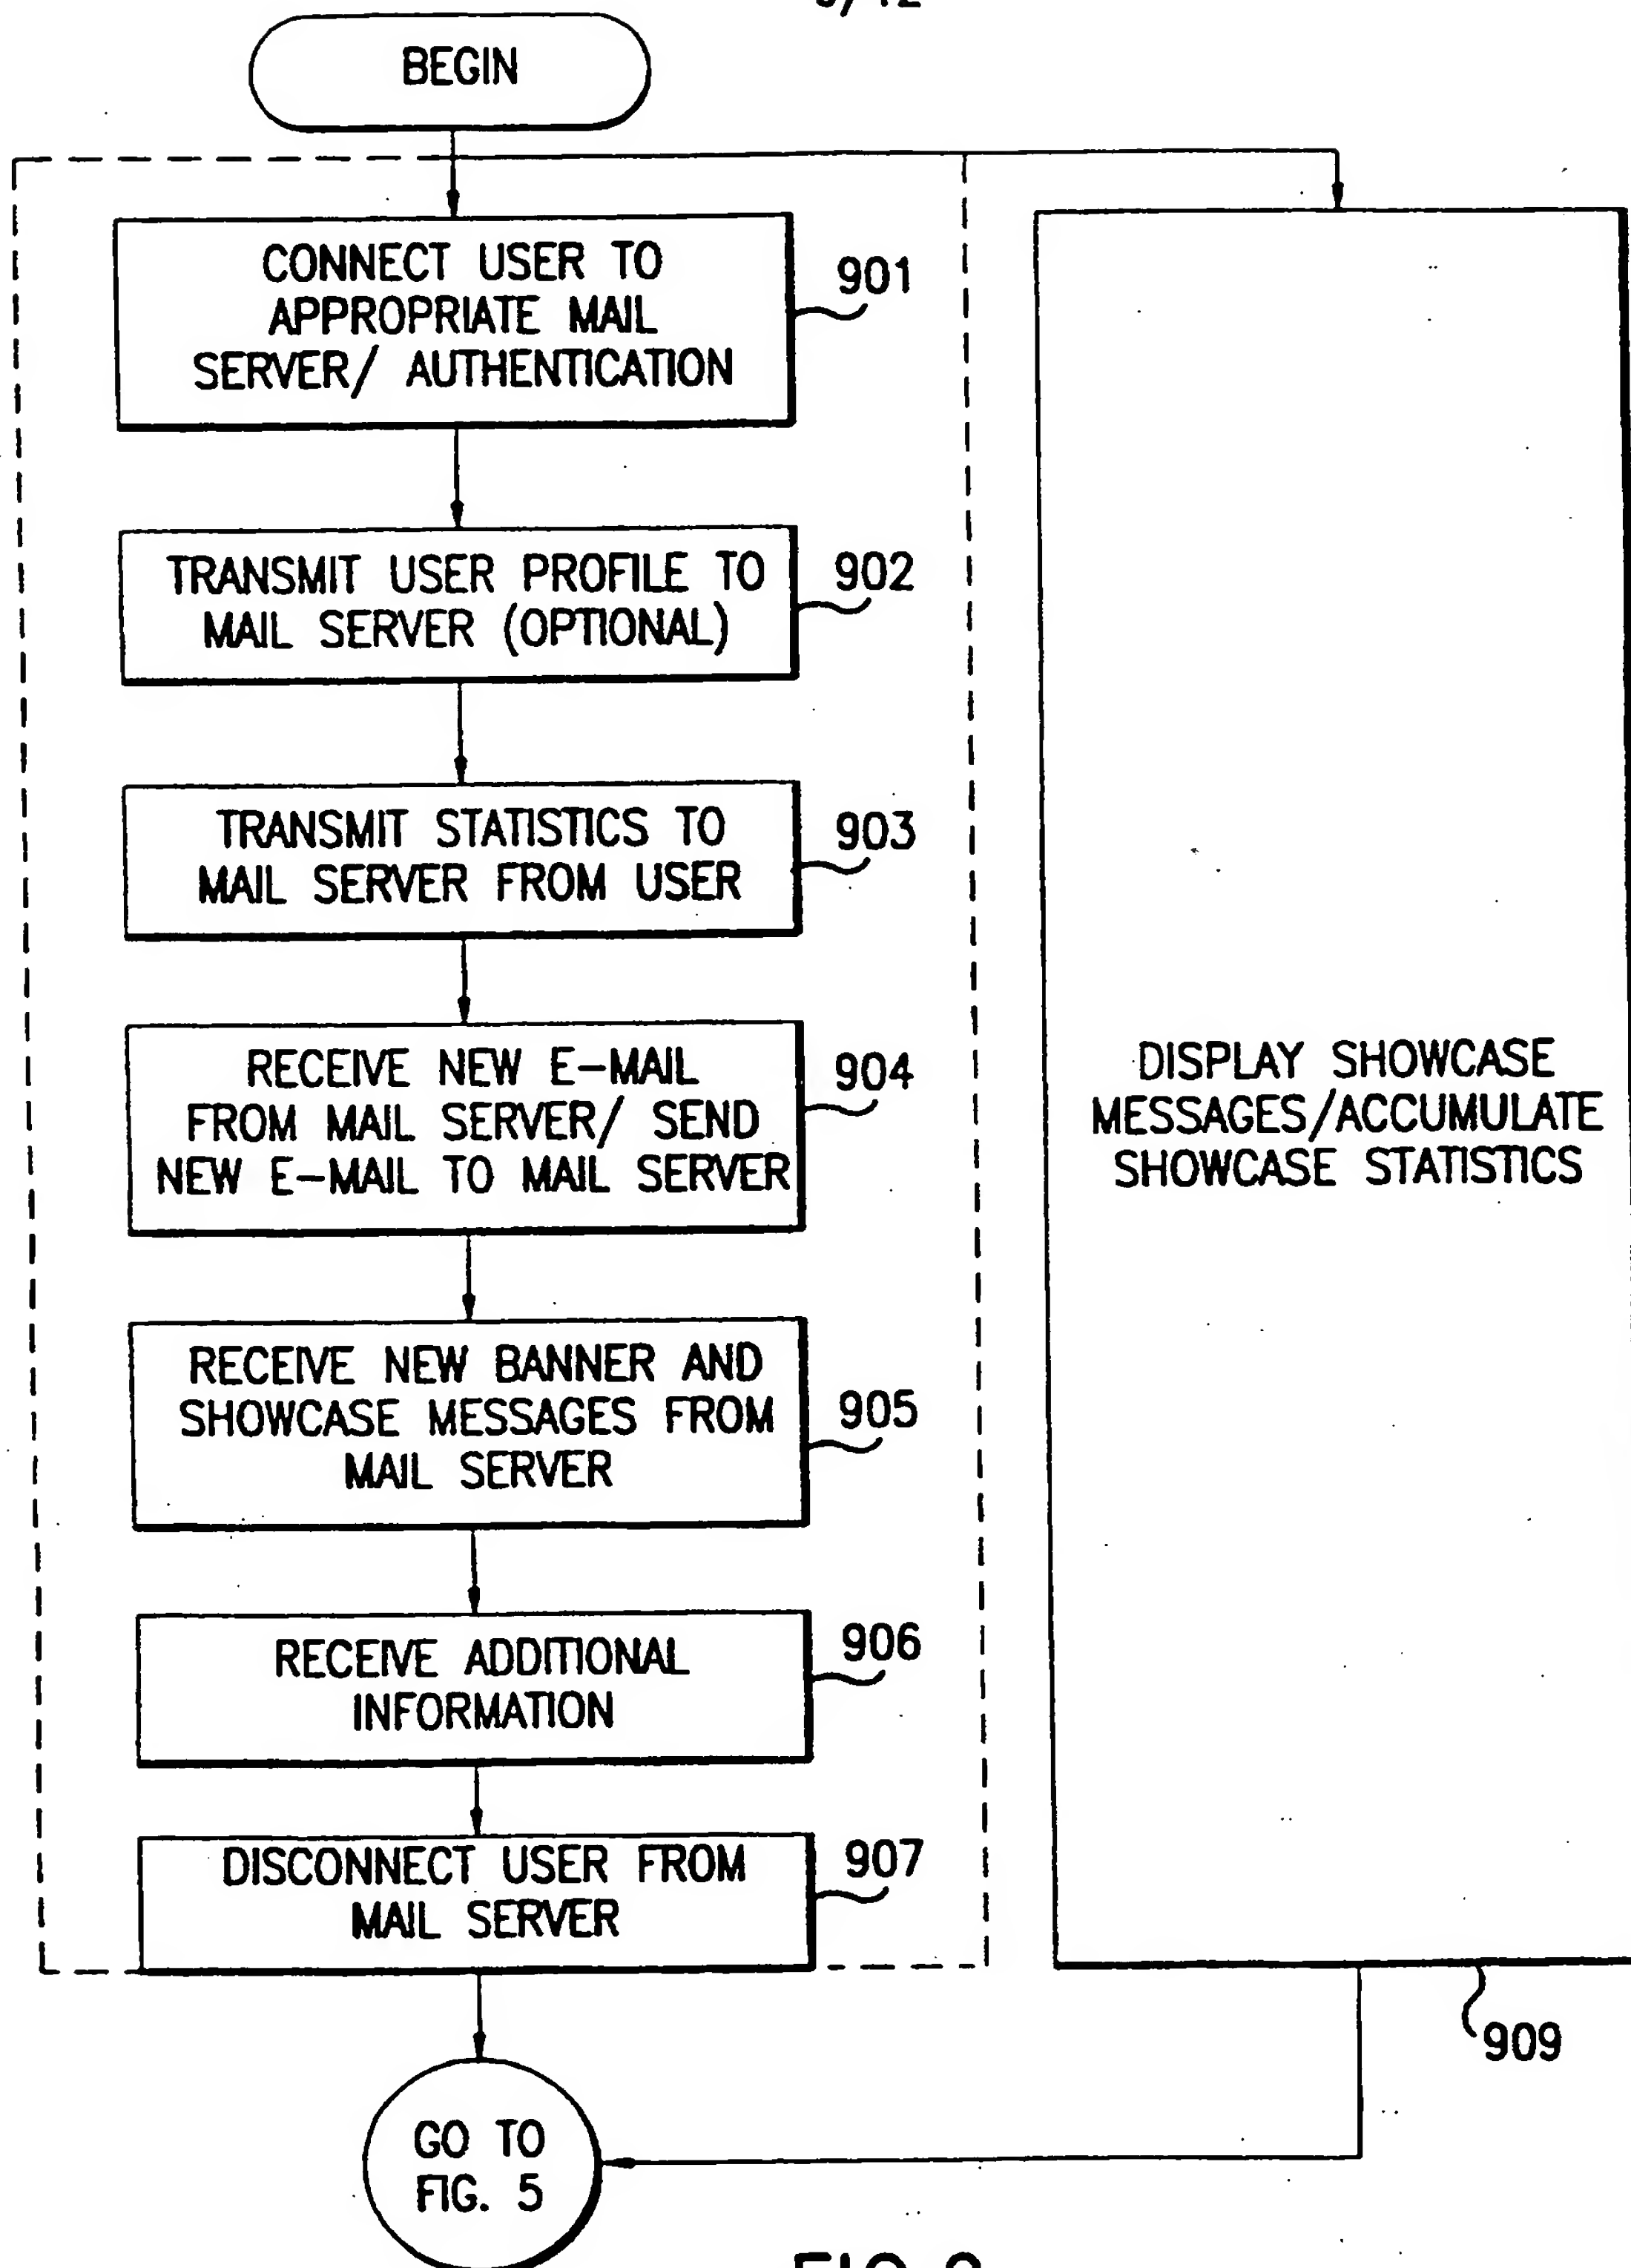 BEGIN
CONNECT USER TO
APPROPRIATE MAIL
SERVER/ AUTHENTICATION
901
TRANSMIT USER PROFILE TO
MAIL SERVER (OPTIONAL)
902
TRANSMIT STATISTICS TO
MAIL SERVER FROM USER
903
RECEIVE NEW E-MAIL
FROM MAIL SERVER/ SEND
NEW E-MAIL TO MAIL SERVER
904
RECEIVE NEW BANNER AND
SHOWCASE MESSAGES FROM
MAIL SERVER
905
RECEIVE ADDITIONAL
INFORMATION
906
DISCONNECT USER FROM
MAIL SERVER
907
DISPLAY SHOWCASE
MESSAGES/ACCUMULATE
SHOWCASE STATISTICS
909
GO TO
FIG. 5